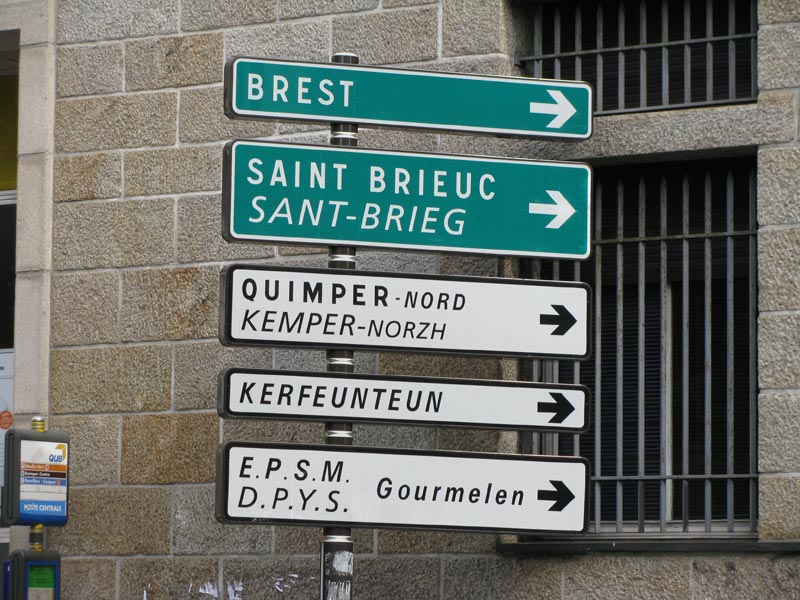 BREST
SAINT BRIEUC
SANT-BRIEG
QUIMPER-NORD
KEMPER-NORZH
KERFEUNTEUN
E.P.S.M.
D.P.Y.S.
Gourmelen
QUB
POSTE CENTRALE